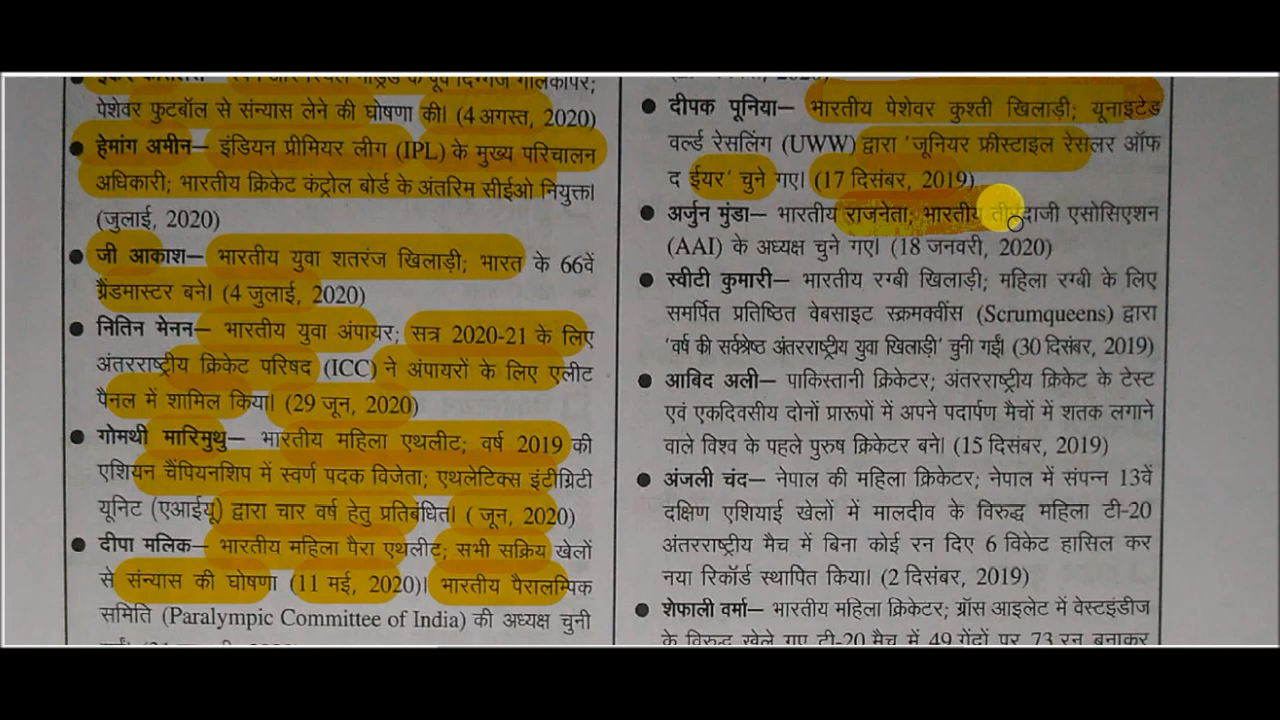 पेशेवर फुटबॉल से संन्यास लेने की घोषणा की। (4 अगस्त, 2020)
● हेमांग अमीन– इंडियन प्रीमियर लीग (IPL) के मुख्य परिचालन
अधिकारी; भारतीय क्रिकेट कंट्रोल बोर्ड के अंतरिम सीईओ नियुक्त।
(जुलाई, 2020)
● जी आकाश– भारतीय युवा शतरंज खिलाड़ी; भारत के 66वें
ग्रैंडमास्टर बने। (4 जुलाई, 2020)
● नितिन मेनन– भारतीय युवा अंपायर; सत्र 2020-21 के लिए
अंतरराष्ट्रीय क्रिकेट परिषद (ICC) ने अंपायरों के लिए एलीट
पैनल में शामिल किया। (29 जून, 2020)
● गोमथी मारिमुथु– भारतीय महिला एथलीट; वर्ष 2019 की
एशियन चैंपियनशिप में स्वर्ण पदक विजेता; एथलेटिक्स इंटीग्रिटी
यूनिट (एआईयू) द्वारा चार वर्ष हेतु प्रतिबंधित। ( जून, 2020)
● दीपा मलिक– भारतीय महिला पैरा एथलीट; सभी सक्रिय खेलों
से संन्यास की घोषणा (11 मई, 2020)। भारतीय पैरालम्पिक
समिति (Paralympic Committee of India) की अध्यक्ष चुनी
● दीपक पूनिया– भारतीय पेशेवर कुश्ती खिलाड़ी; यूनाइटेड
वर्ल्ड रेसलिंग (UWW) द्वारा 'जूनियर फ्रीस्टाइल रेसलर ऑफ
द ईयर' चुने गए। (17 दिसंबर, 2019)
● अर्जुन मुंडा– भारतीय राजनेता; भारतीय तीरंदाजी एसोसिएशन
(AAI) के अध्यक्ष चुने गए। (18 जनवरी, 2020)
● स्वीटी कुमारी– भारतीय रग्बी खिलाड़ी; महिला रग्बी के लिए
समर्पित प्रतिष्ठित वेबसाइट स्क्रमक्वींस (Scrumqueens) द्वारा
'वर्ष की सर्वश्रेष्ठ अंतरराष्ट्रीय युवा खिलाड़ी' चुनी गईं। (30 दिसंबर, 2019)
● आबिद अली– पाकिस्तानी क्रिकेटर; अंतरराष्ट्रीय क्रिकेट के टेस्ट
एवं एकदिवसीय दोनों प्रारूपों में अपने पदार्पण मैचों में शतक लगाने
वाले विश्व के पहले पुरुष क्रिकेटर बने। (15 दिसंबर, 2019)
● अंजली चंद– नेपाल की महिला क्रिकेटर; नेपाल में संपन्न 13वें
दक्षिण एशियाई खेलों में मालदीव के विरुद्ध महिला टी-20
अंतरराष्ट्रीय मैच में बिना कोई रन दिए 6 विकेट हासिल कर
नया रिकॉर्ड स्थापित किया। (2 दिसंबर, 2019)
● शेफाली वर्मा– भारतीय महिला क्रिकेटर; ग्रॉस आइलेट में वेस्टइंडीज
के विरुद्ध खेले गए टी-20 मैच में 49 गेंदों पर 73 रन बनाकर